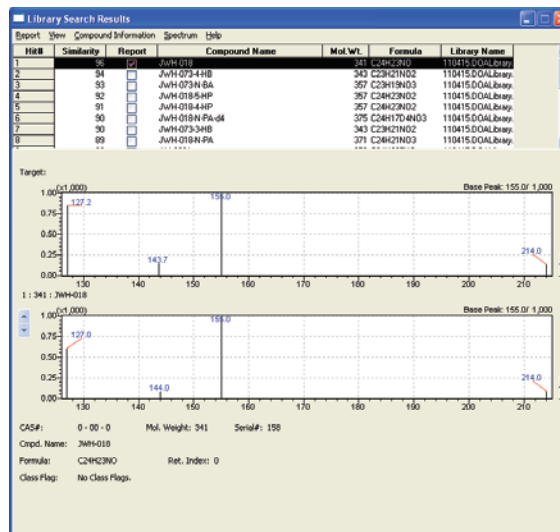 Library Search Results
Report View Compound Information Spectrum Help
Hit# Similarity Report Compound Name Mol.Wt. Formula Library Name
1 96 JWH-018 341 C24H23NO 110415.DOALibrary.
2 94 JWH-073-4-HB 343 C23H21NO2 110415.DOALibrary.
3 93 JWH-073-N-BA 357 C23H19NO3 110415.DOALibrary.
4 92 JWH-018-5-HP 357 C24H23NO2 110415.DOALibrary.
5 91 JWH-018-4-HP 357 C24H23NO2 110415.DOALibrary.
6 90 JWH-018-N-PA-d4 375 C24H17D4NO3 110415.DOALibrary.
7 90 JWH-073-3-HB 343 C23H21NO2 110415.DOALibrary.
8 89 JWH-018-N-PA 371 C24H21NO3 110415.DOALibrary.
Target:
(x1,000) Base Peak: 155.0/ 1,000
1.00 127.2 155.0
0.75
0.50
0.25 143.7 214.0
0.00
130 140 150 160 170 180 190 200 210
1 : 341 : JWH-018
(x1,000) Base Peak: 155.0/ 1,000
1.00 155.0
0.75 127.0
0.50
0.25 144.0 214.0
0.00
130 140 150 160 170 180 190 200 210
CAS#: 0 - 00 - 0 Mol. Weight: 341 Serial#: 158
Cmpd. Name: JWH-018
Formula: C24H23NO Ret. Index: 0
Class Flag: No Class Flags.